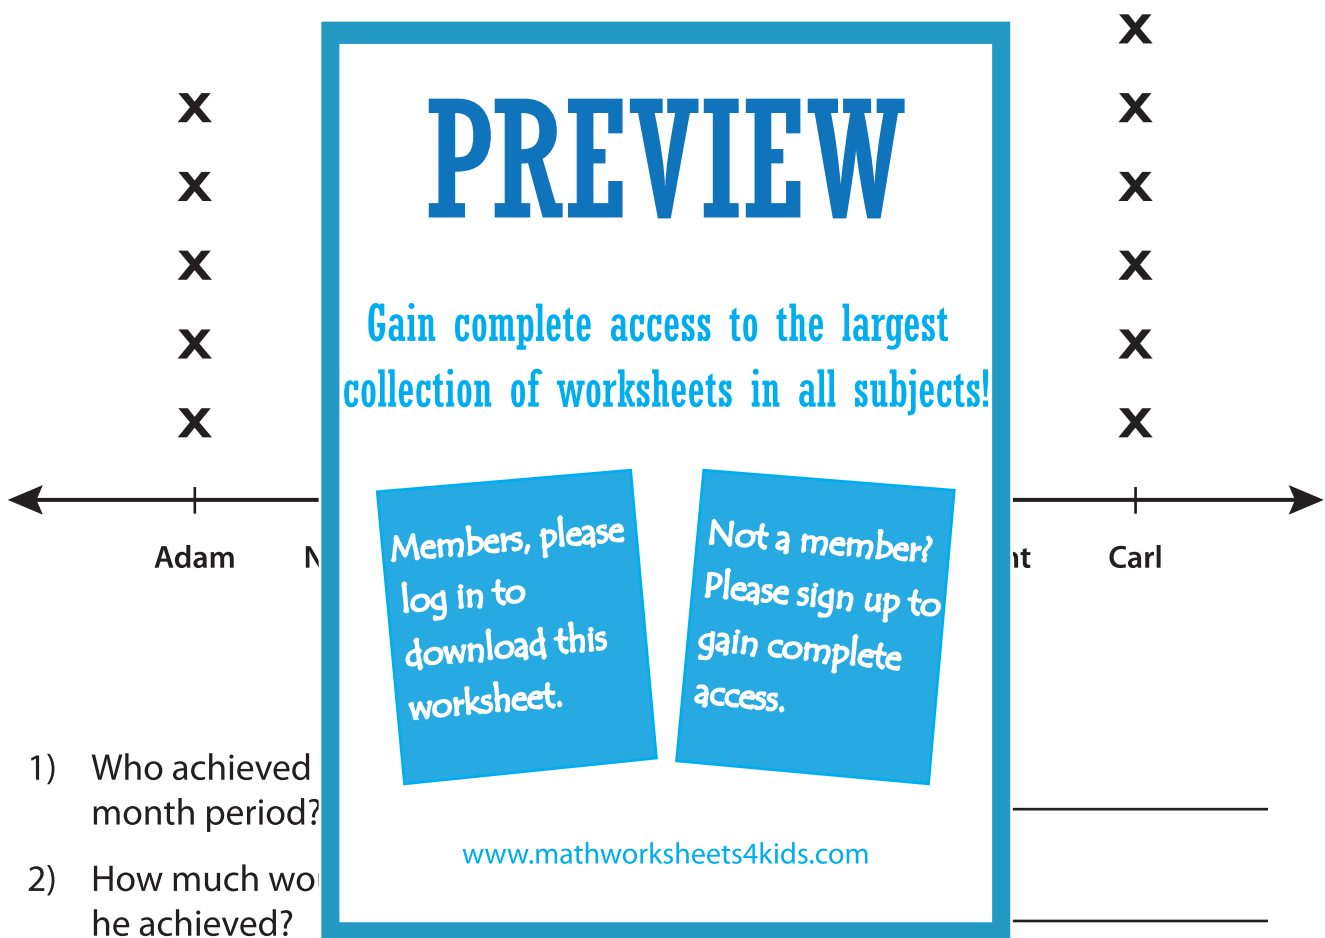 x
x x
x x
x x
x x
x x
PREVIEW
Gain complete access to the largest
collection of worksheets in all subjects!
Members, please
log in to
download this
worksheet.
Not a member?
Please sign up to
gain complete
access.
www.mathworksheets4kids.com
Adam Carl
1) Who achieved
month period?
2) How much
he achieved?